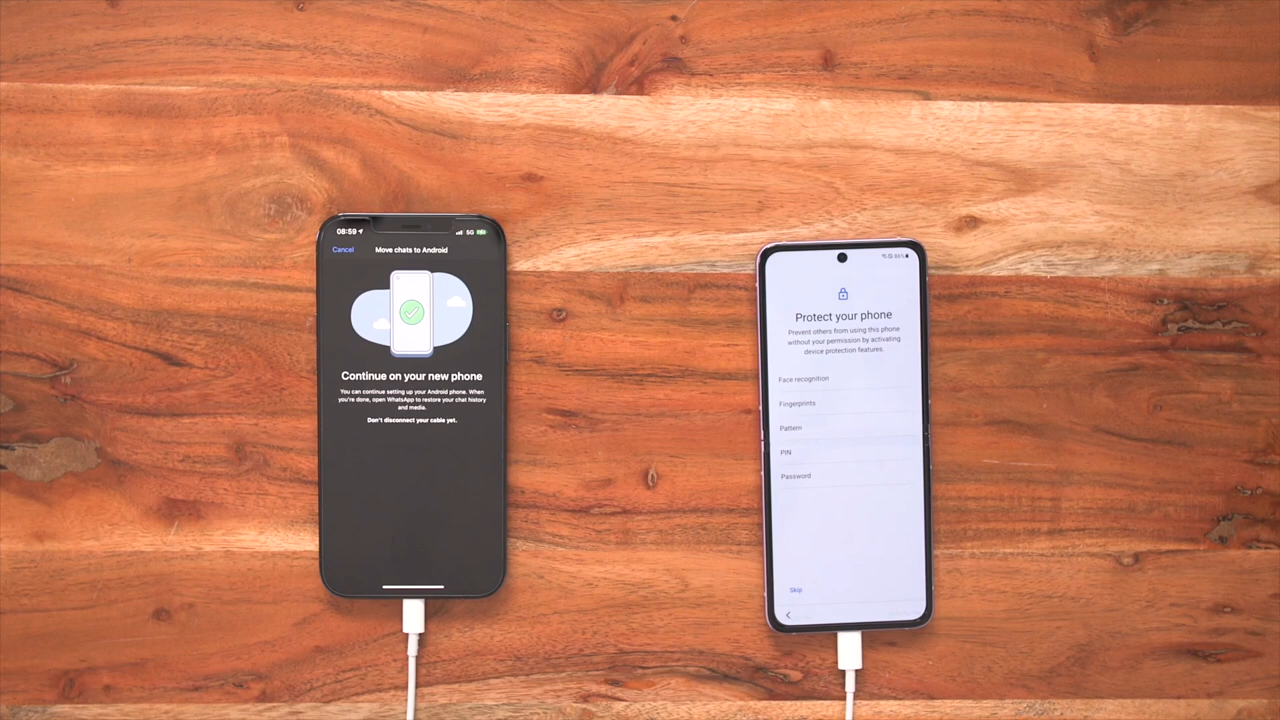 08:59
5G
Cancel
Move chats to Android
Continue on your new phone
You can continue setting up your Android phone. When
you're done, open WhatsApp to restore your chat history
and media.
Don't disconnect your cable yet.
86%
Protect your phone
Prevent others from using this phone
without your permission by activating
device protection features.
Face recognition
Fingerprints
Pattern
PIN
Password
Skip